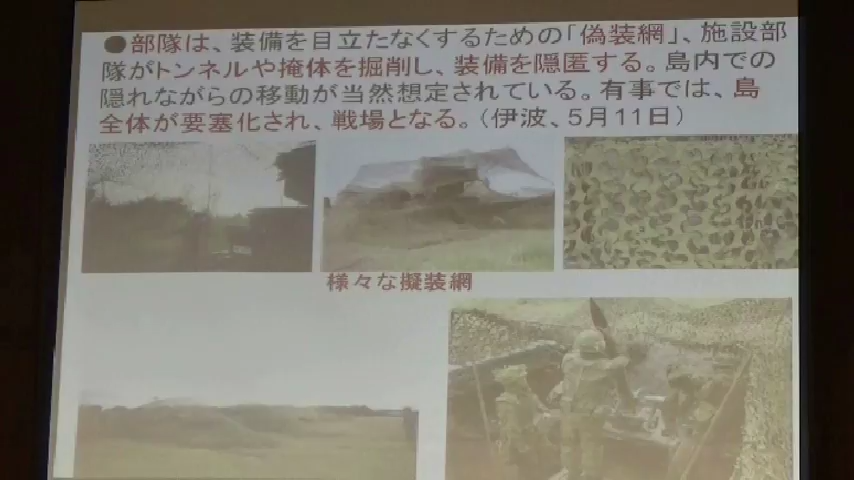 ●部隊は、装備を目立たなくするための「偽装網」、施設部
隊がトンネルや掩体を掘削し、装備を隠匿する。島内での
隠れながらの移動が当然想定されている。有事では、島
全体が要塞化され、戦場となる。（伊波、5月11日）
様々な擬装網